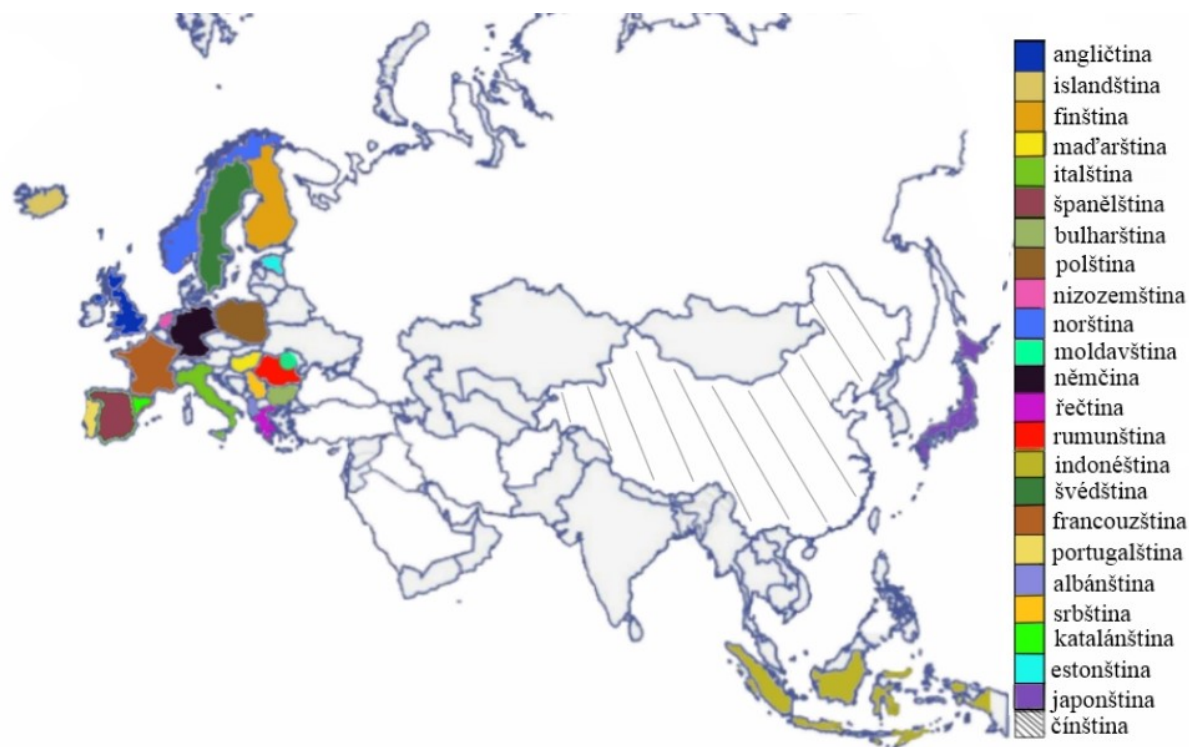 angličtina
islandština
finština
maďarština
italština
španělština
bulharština
polština
nizozemština
norština
moldavština
němčina
řečtina
rumunština
indonéština
švédština
francouzština
portugalština
albánština
srbština
katalánština
estonština
japonština
čínština